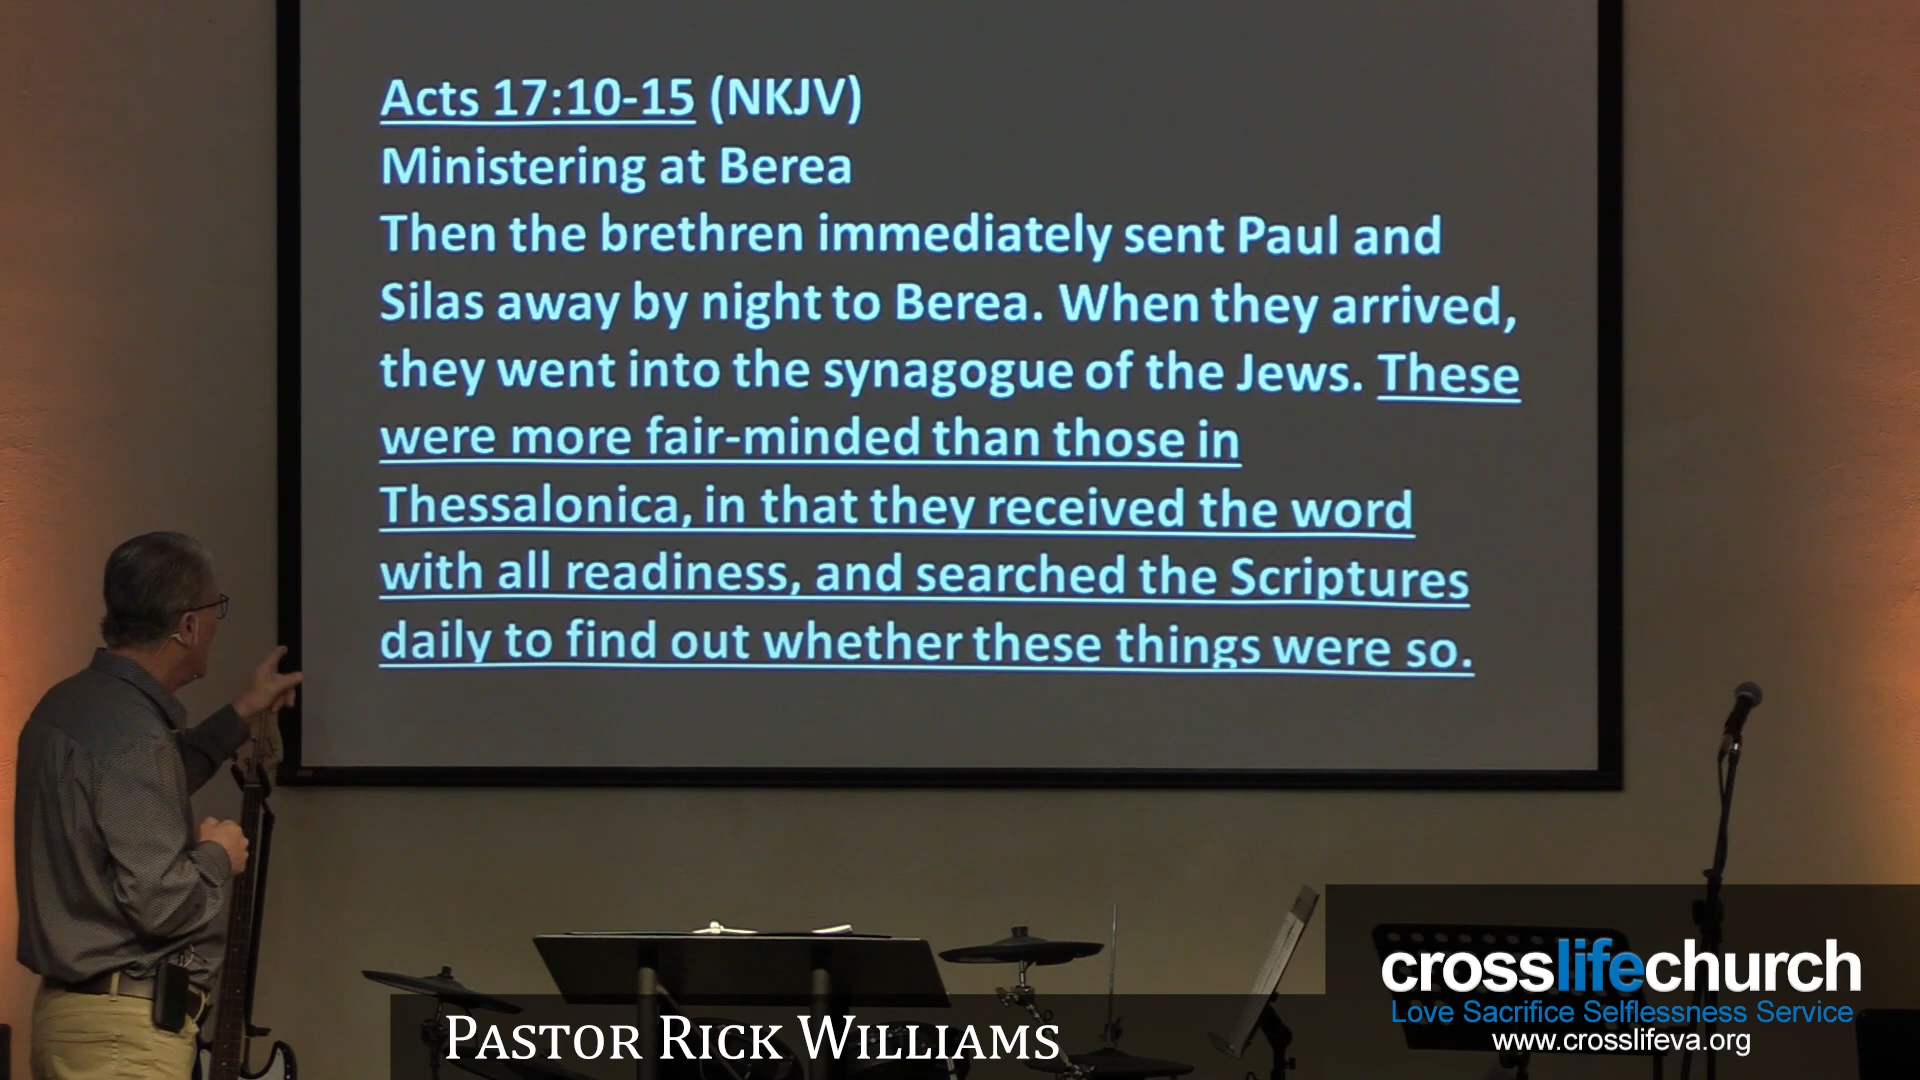 Acts 17:10-15 (NKJV)
Ministering at Berea
Then the brethren immediately sent Paul and
Silas away by night to Berea. When they arrived,
they went into the synagogue of the Jews. These
were more fair-minded than those in
Thessalonica, in that they received the word
with all readiness, and searched the Scriptures
daily to find out whether these things were so.
crosslifechurch
Love Sacrifice Selflessness Service
www.crosslifeva.org
PASTOR RICK WILLIAMS